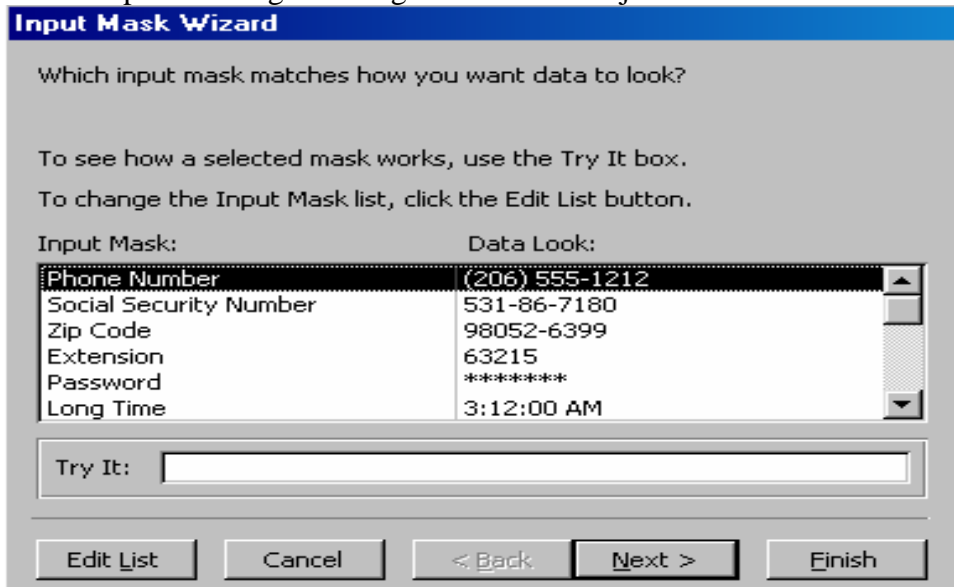 Input Mask Wizard
Which input mask matches how you want data to look?
To see how a selected mask works, use the Try It box.
To change the Input Mask list, click the Edit List button.
Input Mask: Data Look:
Phone Number (206) 555-1212
Social Security Number 531-86-7180
Zip Code 98052-6399
Extension 63215
Password *******
Long Time 3:12:00 AM
Try It:
Edit List Cancel < Back Next > Finish